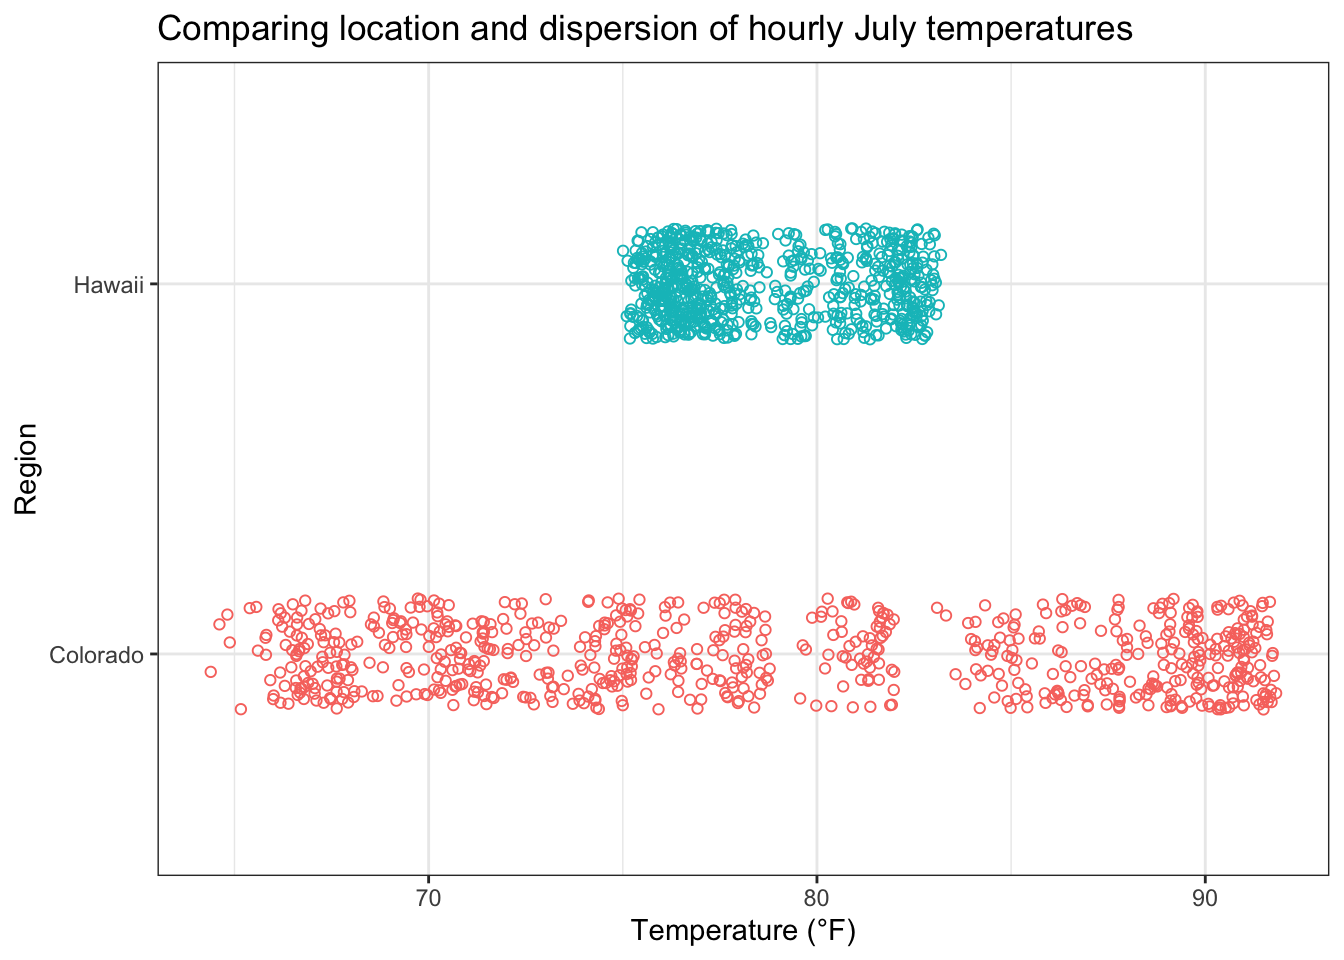 Comparing location and dispersion of hourly July temperatures
Hawaii
Region
Colorado
70 80 90
Temperature (°F)